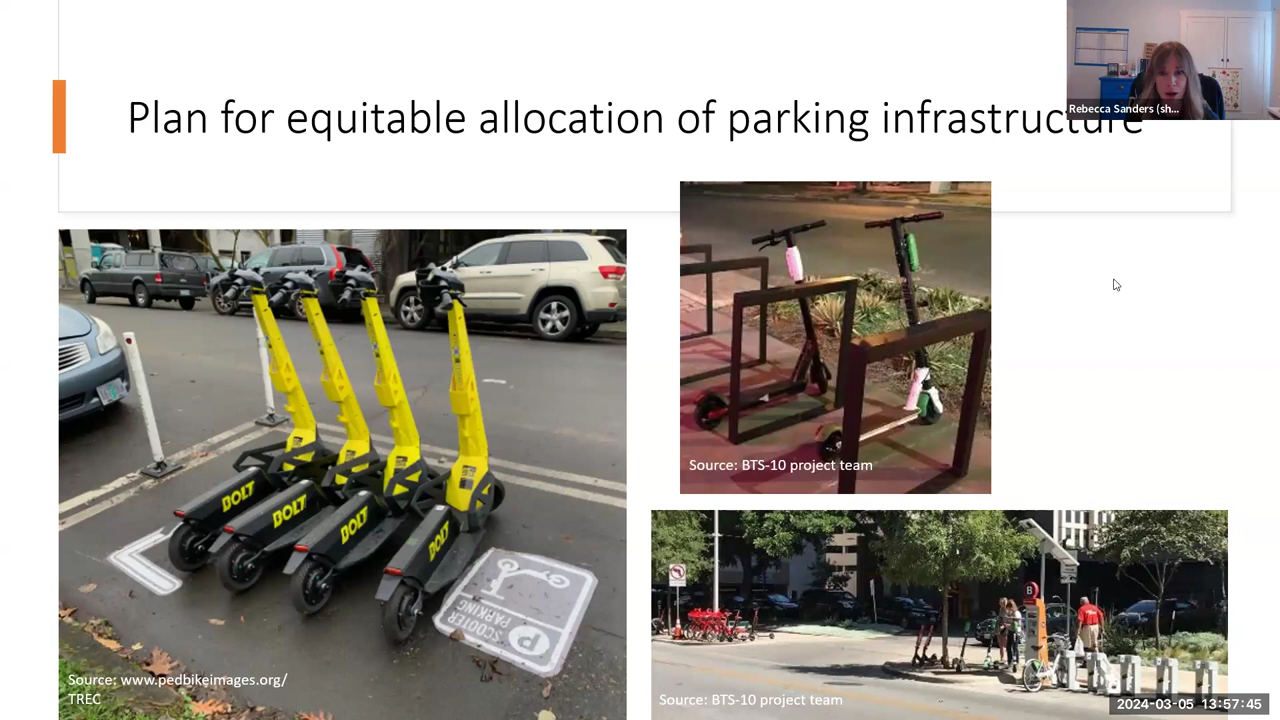 Plan for equitable allocation of parking infrastructure
Rebecca Sanders (sh...
BOLT
BOLT
BOLT
BOLT
SCOOTER
PARKING
P
Source: www.pedbikeimages.org/
TREC
Source: BTS-10 project team
B
Source: BTS-10 project team
2024-03-05 13:57:45